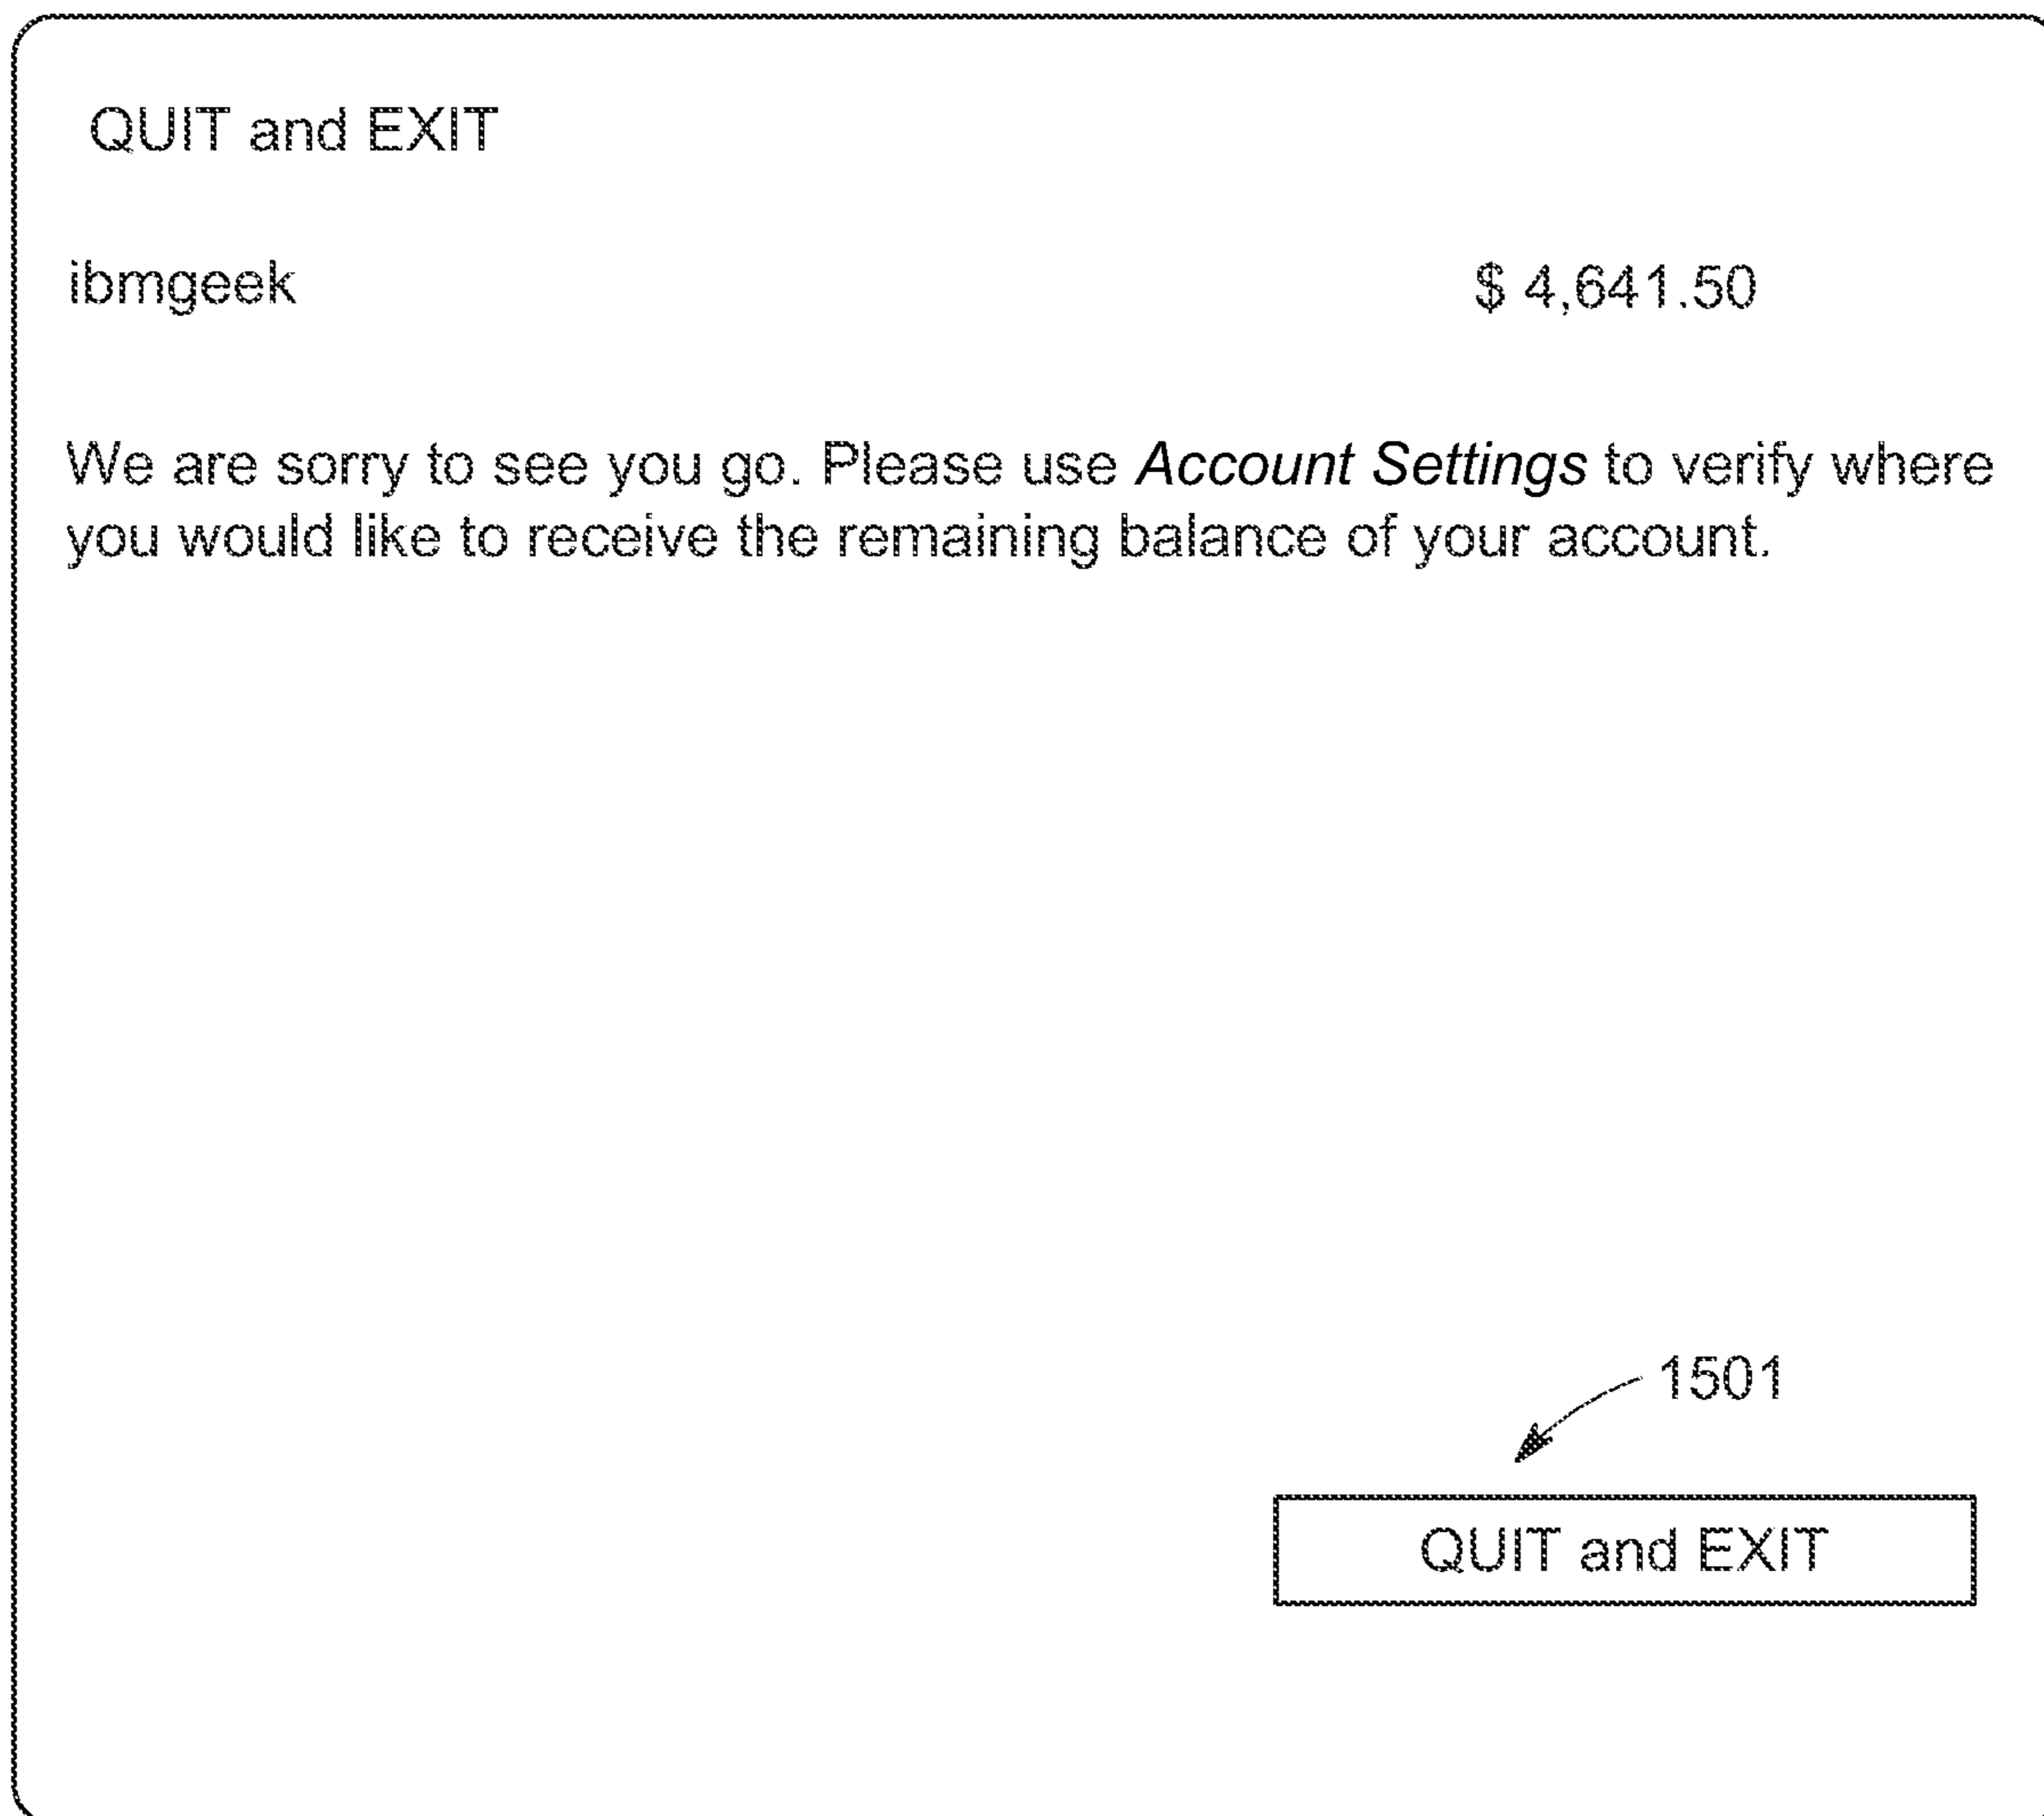 QUIT and EXIT
ibmgeek $ 4,641.50
We are sorry to see you go. Please use Account Settings to verify where
you would like to receive the remaining balance of your account.
1501
QUIT and EXIT